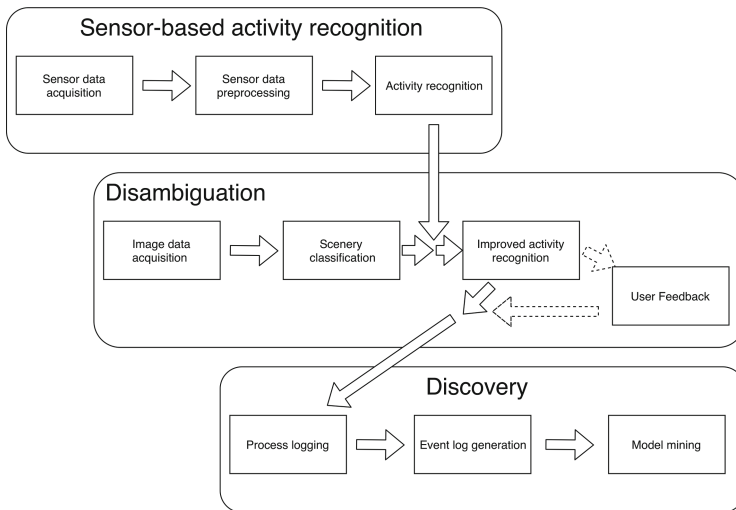 Sensor-based activity recognition
Sensor data
acquisition
Sensor data
preprocessing
Activity recognition
Disambiguation
Image data
acquisition
Scenery
classification
Improved activity
recognition
User Feedback
Discovery
Process logging
Event log generation
Model mining